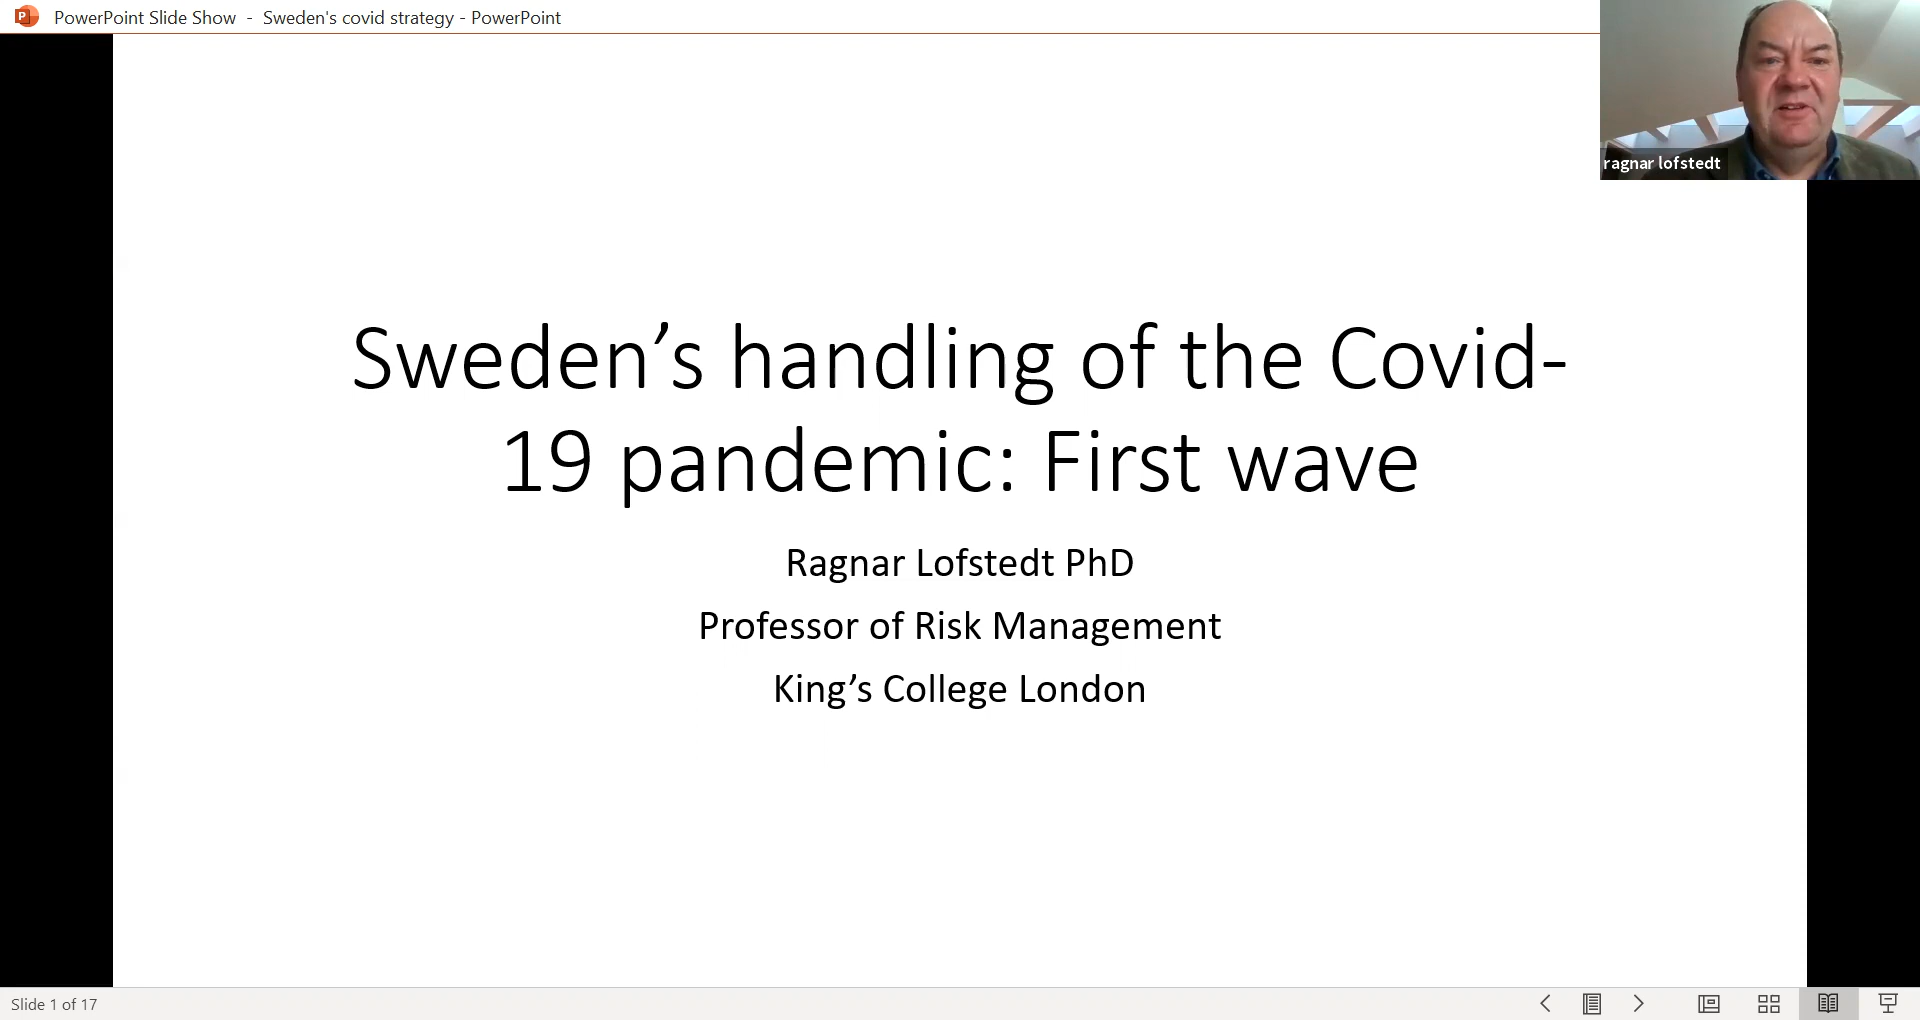 PowerPoint Slide Show - Sweden's covid strategy - PowerPoint
ragnar lofstedt
Sweden’s handling of the Covid-
19 pandemic: First wave
Ragnar Lofstedt PhD
Professor of Risk Management
King’s College London
Slide 1 of 17